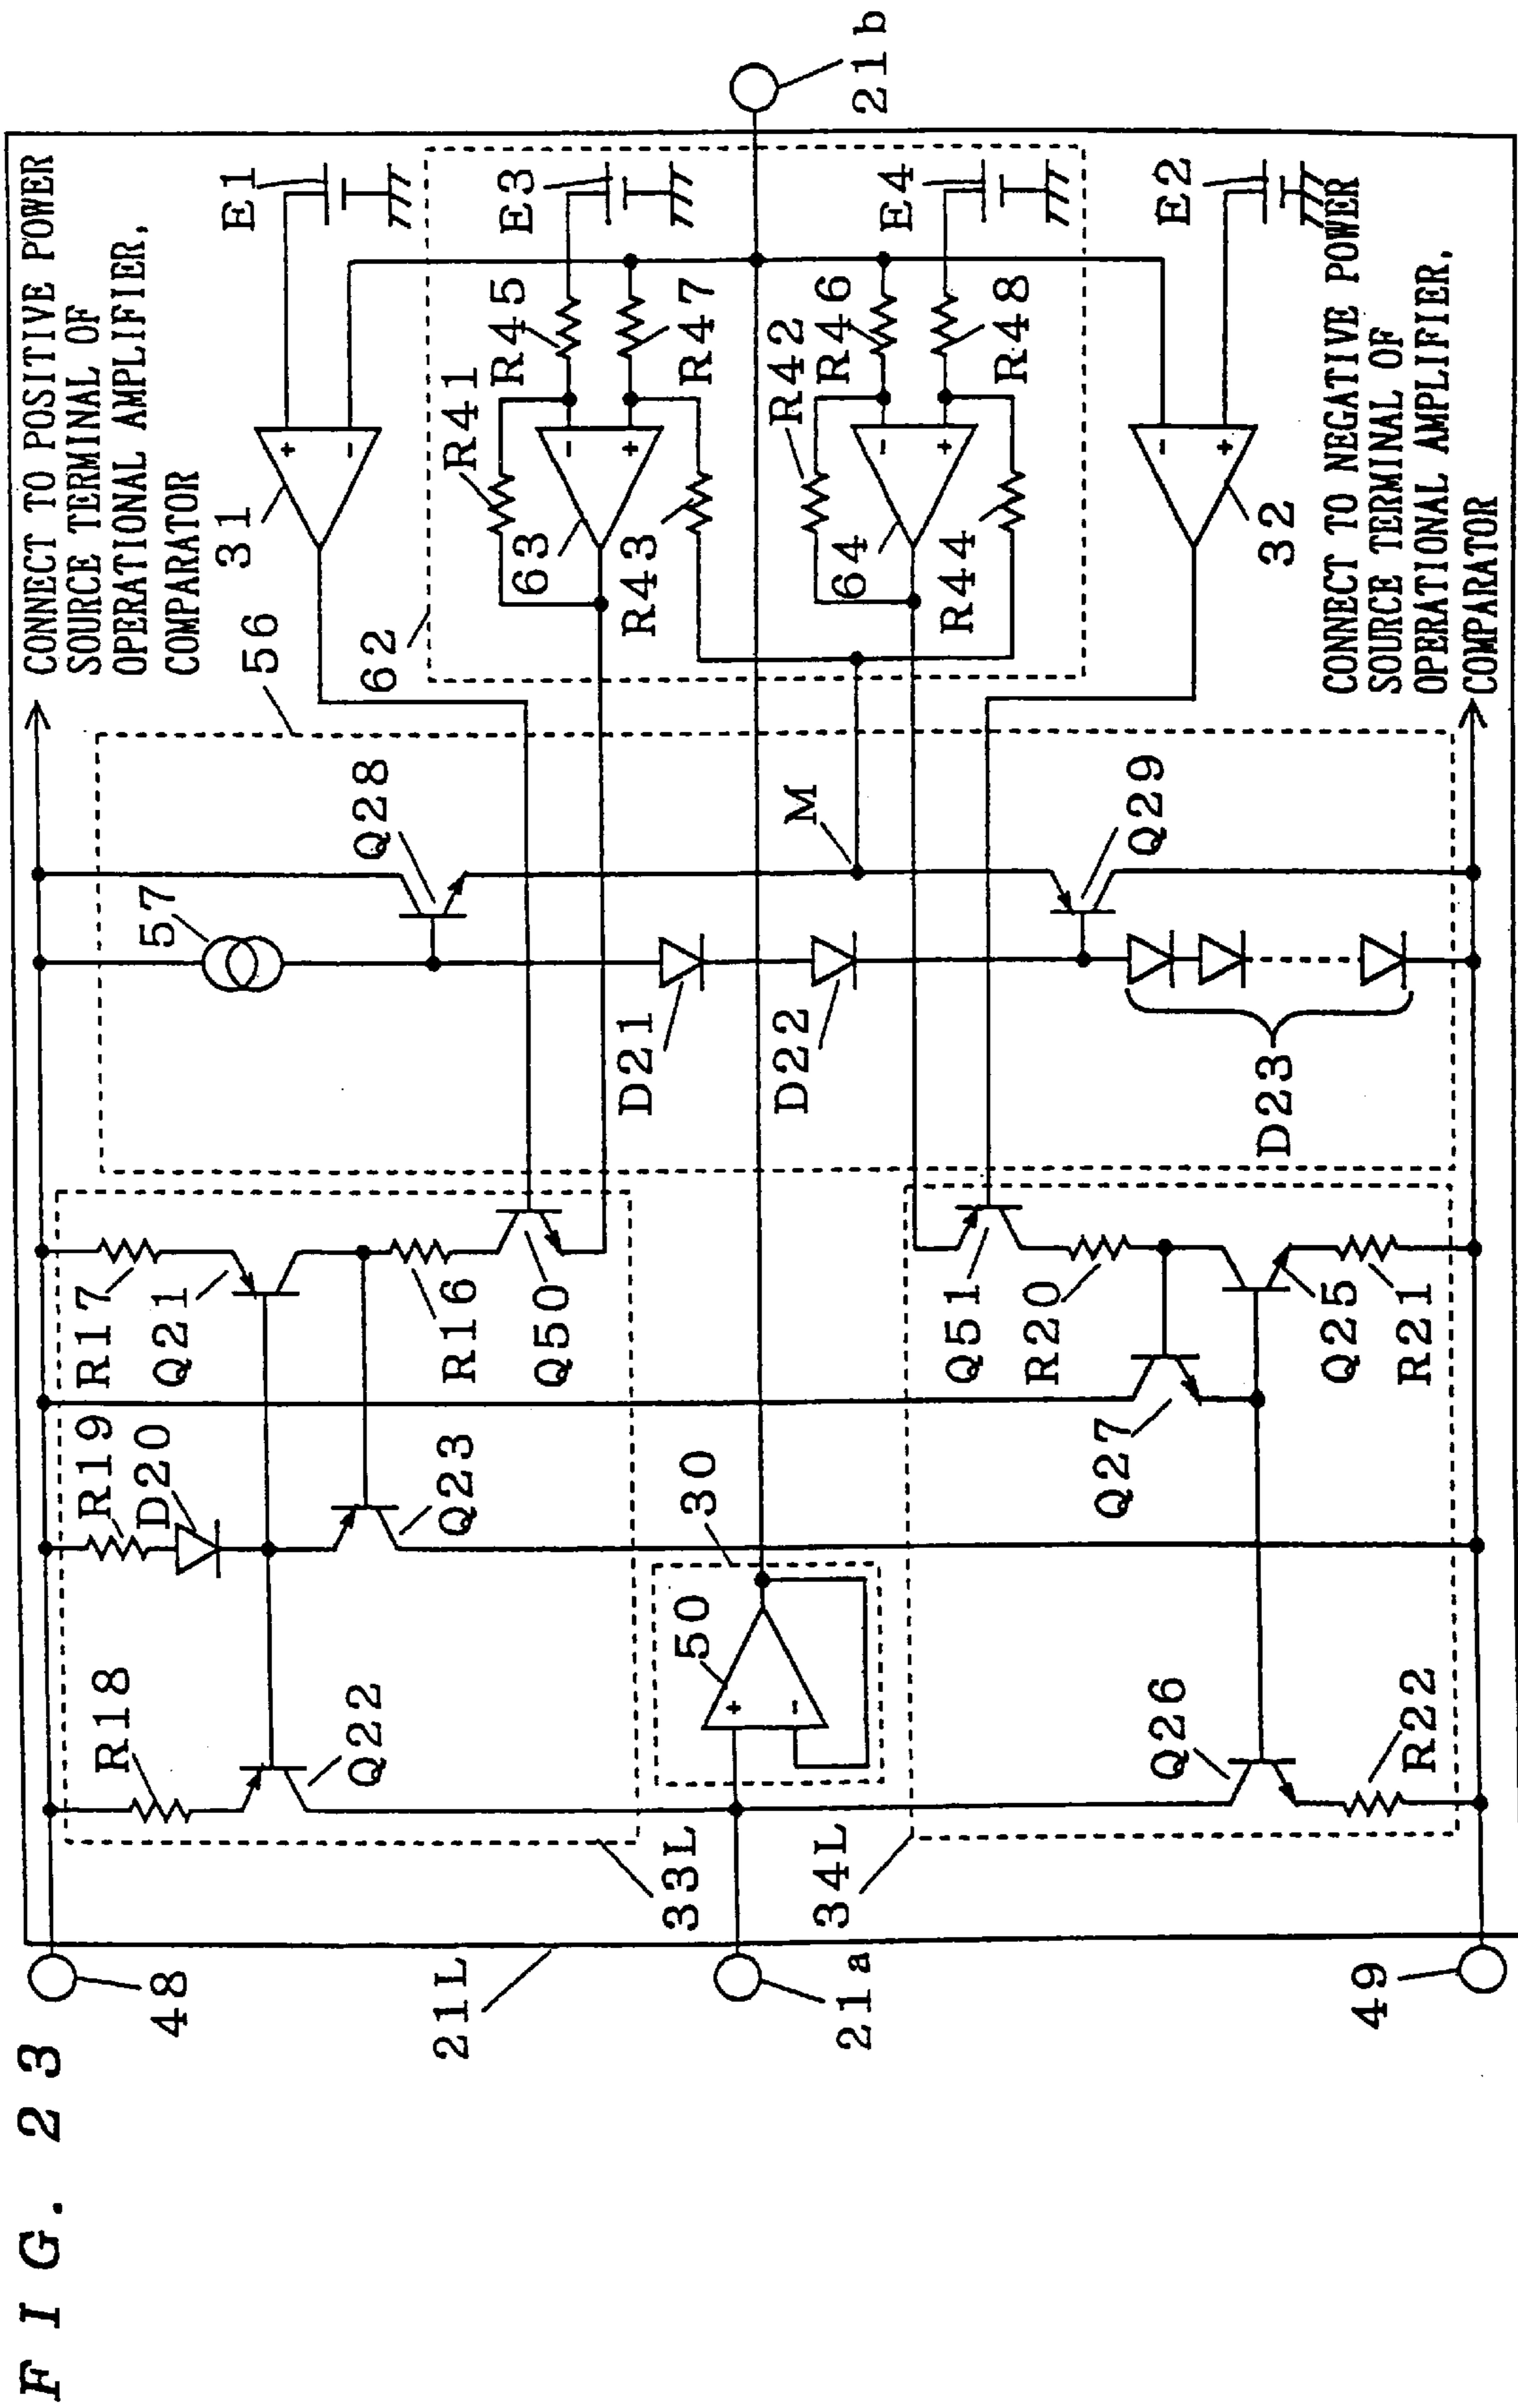 FIG. 23
CONNECT TO POSITIVE POWER
SOURCE TERMINAL OF
OPERATIONAL AMPLIFIER,
COMPARATOR
48
R18
Q22
R19
D20
Q23
R17
Q21
R16
Q50
33L
21L
57
Q28
56
31
E1
62
R41
R45
E3
63
R43
R47
21b
21a
50
30
D21
D22
M
R42
R46
E4
64
R44
R48
34L
Q26
R22
Q27
Q51
R20
Q25
R21
D23
Q29
32
E2
49
CONNECT TO NEGATIVE POWER
SOURCE TERMINAL OF
OPERATIONAL AMPLIFIER,
COMPARATOR
+
-
-
+
-
+
-
+
+
-